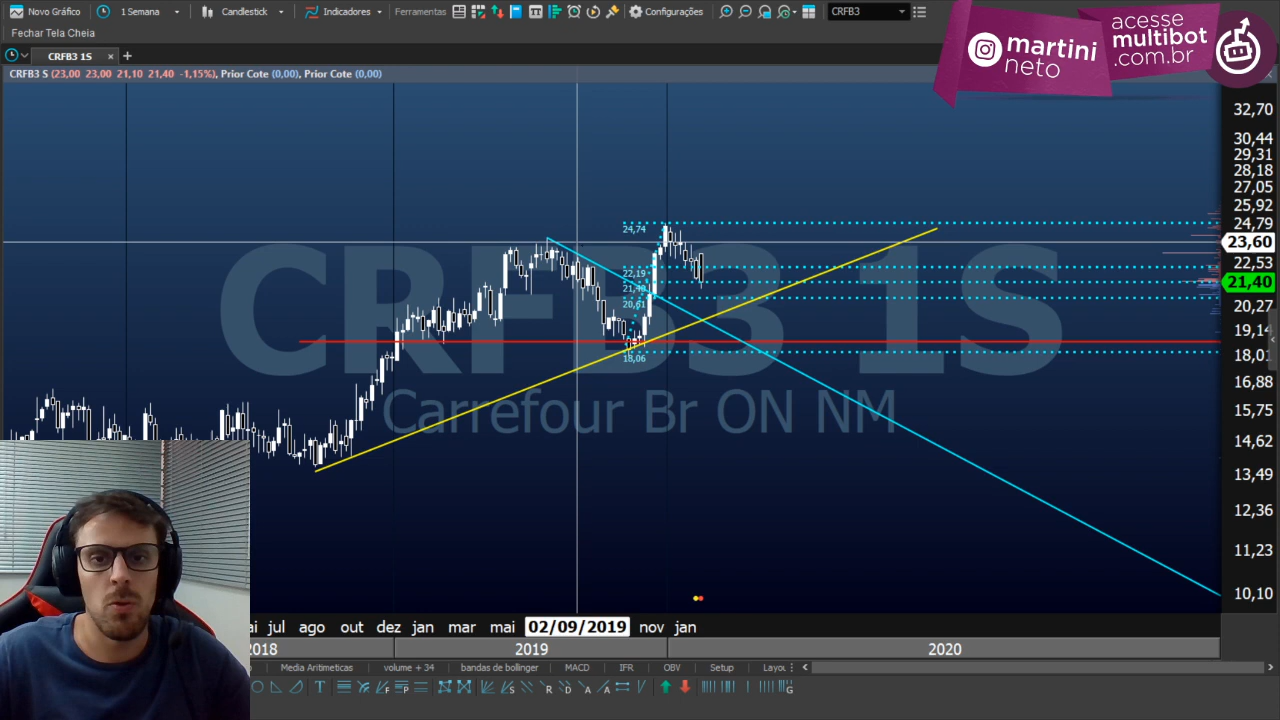 Novo Gráfico 1 Semana Candlestick Indicadores Ferramentas Configurações CRFB3
Fechar Tela Cheia
CRFB3 1S × +
CRFB3 S (23,00 23,00 21,10 21,40 -1,15%), Prior Cote (0,00), Prior Cote (0,00)
martini
neto
acesse
multibot
.com.br
CRFB3 1S
Carrefour Br ON NM
24,74
22,19
21,40
20,61
18,06
32,70
30,44
29,31
28,18
27,05
25,92
24,79
23,60
22,53
21,40
20,27
19,14
18,01
16,88
15,75
14,62
13,49
12,36
11,23
10,10
jul ago out dez jan mar mai 02/09/2019 nov jan
2018 2019 2020
Media Aritimeticas volume + 34 bandas de bollinger MACD IFR OBV Setup Layou